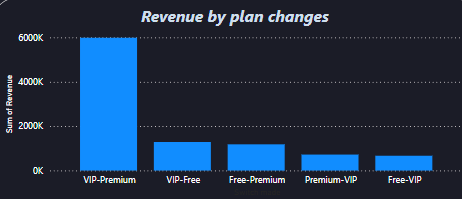 Revenue by plan changes
Sum of Revenue
6000K
4000K
2000K
0K
VIP-Premium
VIP-Free
Free-Premium
Premium-VIP
Free-VIP